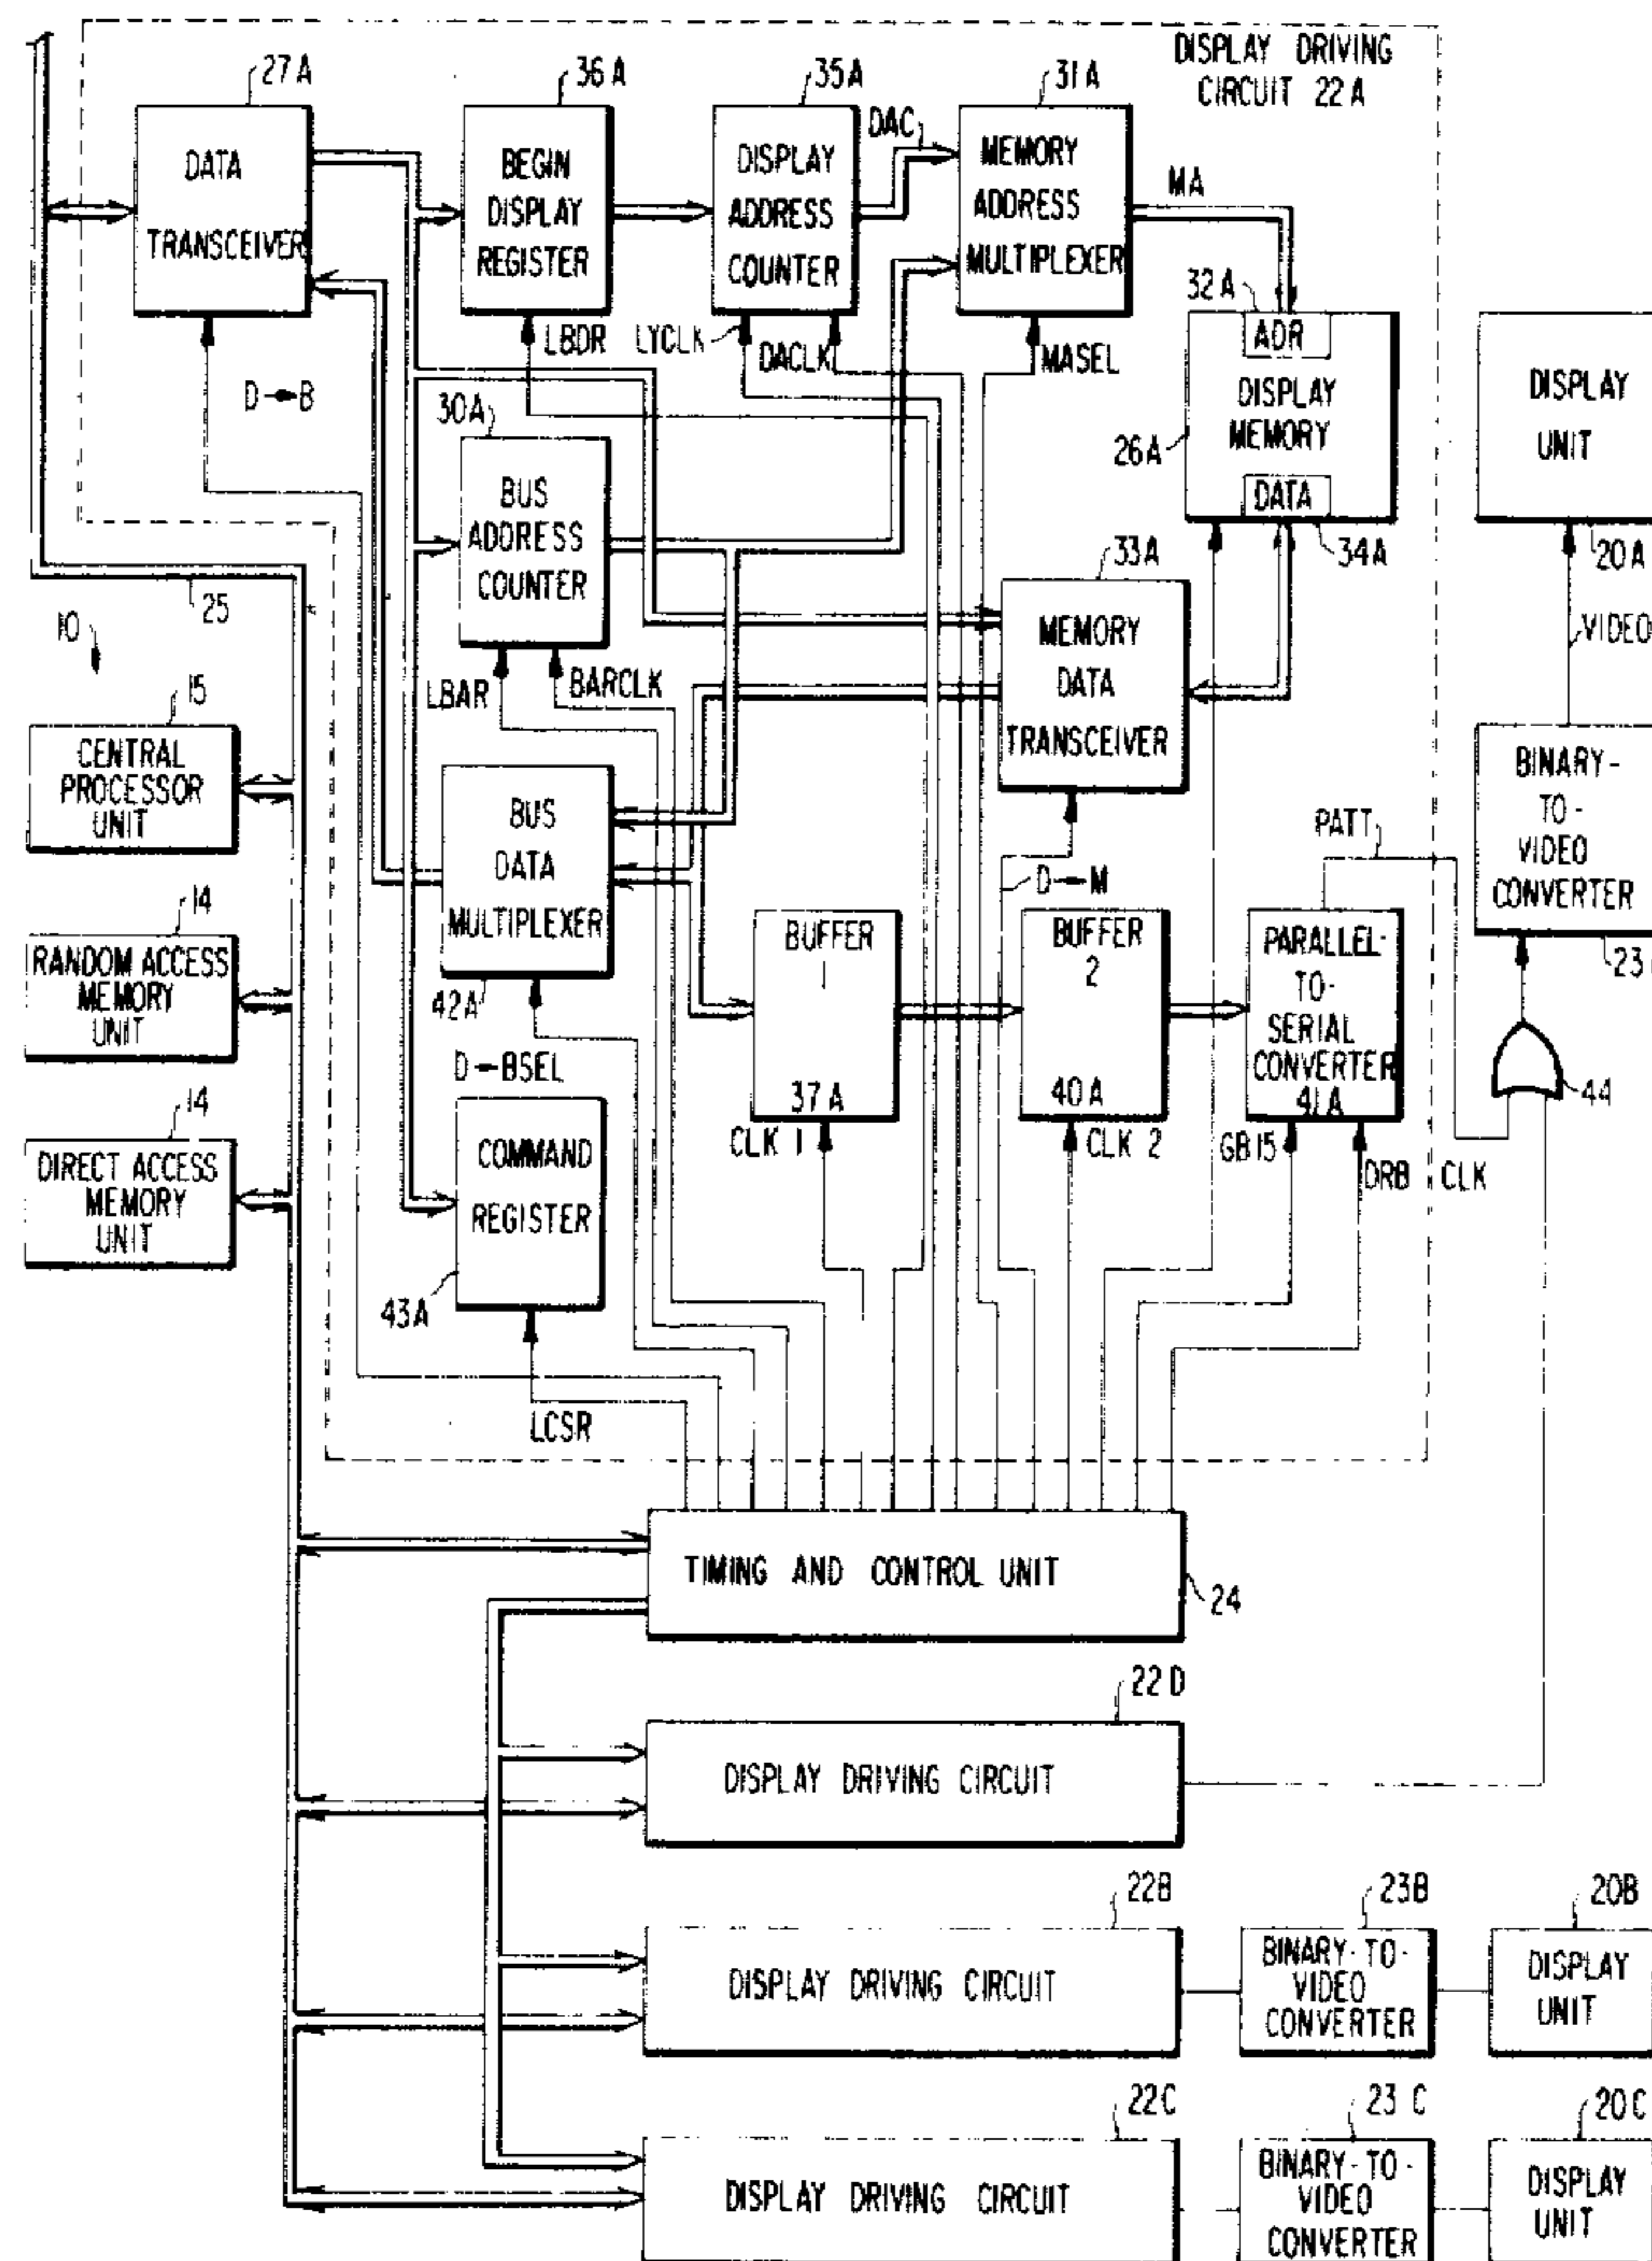 DISPLAY DRIVING
CIRCUIT 22A
27A
36A
35A
31A
DATA
TRANSCEIVER
BEGIN
DISPLAY
REGISTER
DISPLAY
ADDRESS
COUNTER
DAC
MEMORY
ADDRESS
MULTIPLEXER
MA
32A
ADR
DISPLAY
MEMORY
DATA
26A
34A
DISPLAY
UNIT
20A
LBDR
LYCLK
DACLK
MASEL
D→B
30A
BUS
ADDRESS
COUNTER
33A
MEMORY
DATA
TRANSCEIVER
25
10
VIDEO
LBAR
BARCLK
15
CENTRAL
PROCESSOR
UNIT
BUS
DATA
MULTIPLEXER
42A
PATT
BINARY-
TO-
VIDEO
CONVERTER
23
D→M
14
RANDOM ACCESS
MEMORY
UNIT
BUFFER
1
37A
BUFFER
2
40A
PARALLEL-
TO-
SERIAL
CONVERTER
41A
44
D→BSEL
CLK 1
CLK 2
GB15
DRB
CLK
14
DIRECT ACCESS
MEMORY
UNIT
COMMAND
REGISTER
43A
LCSR
TIMING AND CONTROL UNIT
24
22D
DISPLAY DRIVING CIRCUIT
22B
DISPLAY DRIVING CIRCUIT
23B
BINARY-TO-
VIDEO
CONVERTER
20B
DISPLAY
UNIT
22C
DISPLAY DRIVING CIRCUIT
23C
BINARY-TO-
VIDEO
CONVERTER
20C
DISPLAY
UNIT